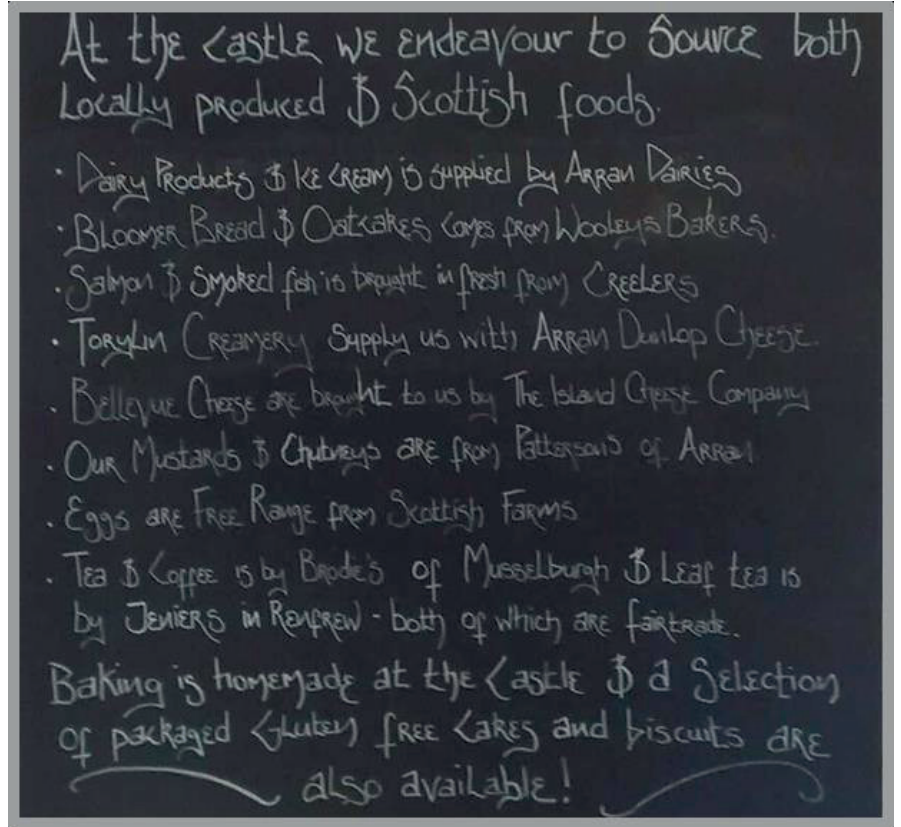 At the Castle we endeavour to source both
Locally produced & Scottish foods.
· Dairy Products & Ice Cream is supplied by Arran Dairies
· Bloomer Bread & Oatcakes comes from Wooleys Bakers.
· Salmon & Smoked fish is brought in fresh from Creelers
· Torylin Creamery Supply us with Arran Dunlop Cheese.
· Bellevue Cheese are brought to us by The Island Cheese Company
· Our Mustards & Chutneys are from Patterson's of Arran
· Eggs are Free Range from Scottish Farms
· Tea & Coffee is by Brodie's of Musselburgh & Leaf tea is
by Jeniers in Renfrew - both of which are fairtrade.
Baking is homemade at the Castle & a Selection
of packaged Gluten free Cakes and biscuits are
also available!